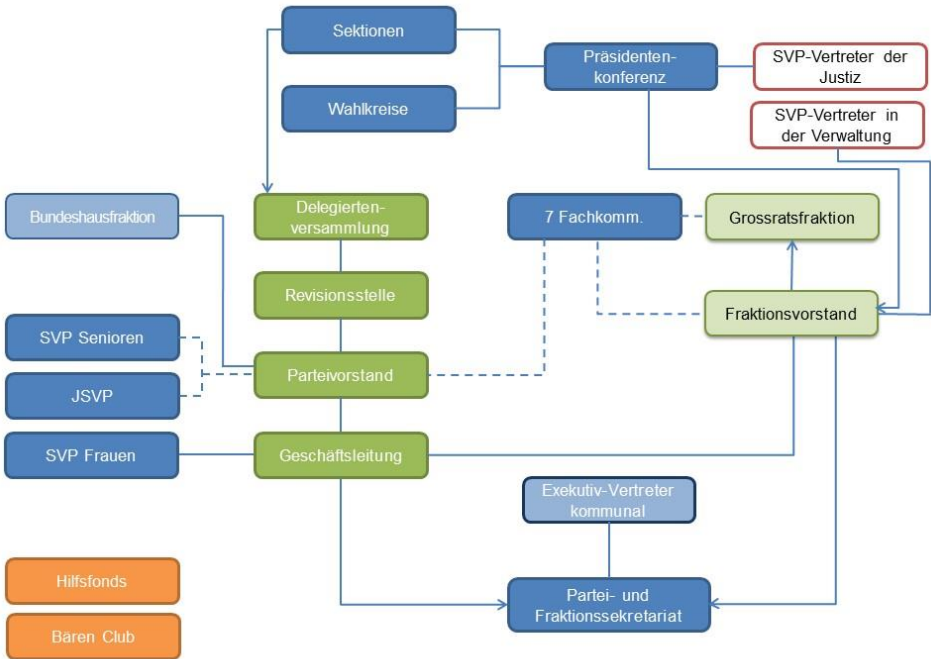 Sektionen
Präsidenten-
konferenz
SVP-Vertreter der
Justiz
Wahlkreise
SVP-Vertreter in
der Verwaltung
Bundeshausfraktion
Delegierten-
versammlung
7 Fachkomm.
Grossratsfraktion
Revisionsstelle
Fraktionsvorstand
SVP Senioren
Parteivorstand
JSVP
SVP Frauen
Geschäftsleitung
Exekutiv-Vertreter
kommunal
Hilfsfonds
Partei- und
Fraktionssekretariat
Bären Club